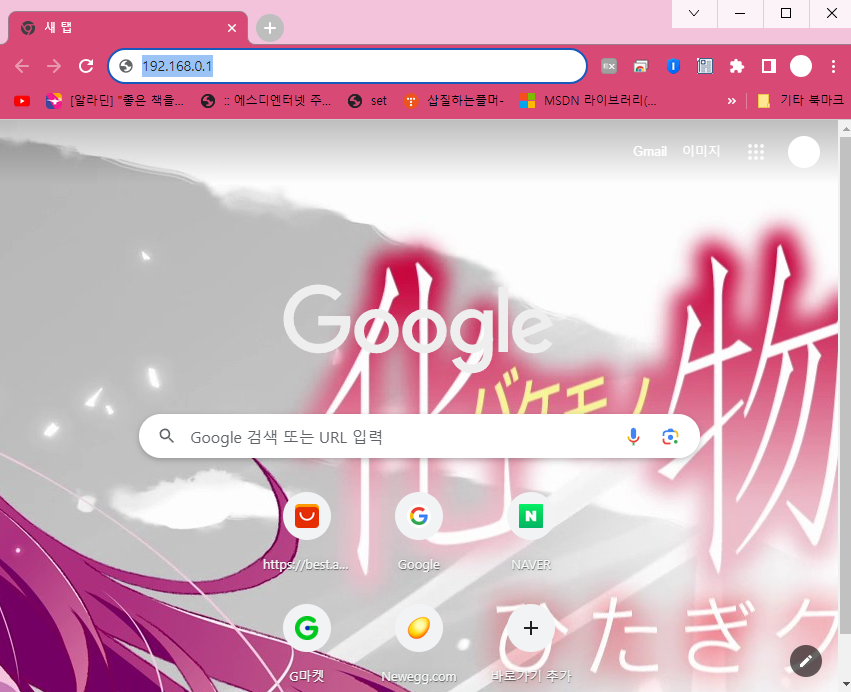 새 탭
192.168.0.1
[알라딘] "좋은 책을...
:: 에스디엔터넷 주...
set
삽질하는플머-
MSDN 라이브러리(...
»
기타 북마크
Gmail 이미지
Google
化物
バケモノ
Google 검색 또는 URL 입력
https://best.a...
Google
NAVER
G마켓
Newegg.com
바로가기 추가
ひたぎク